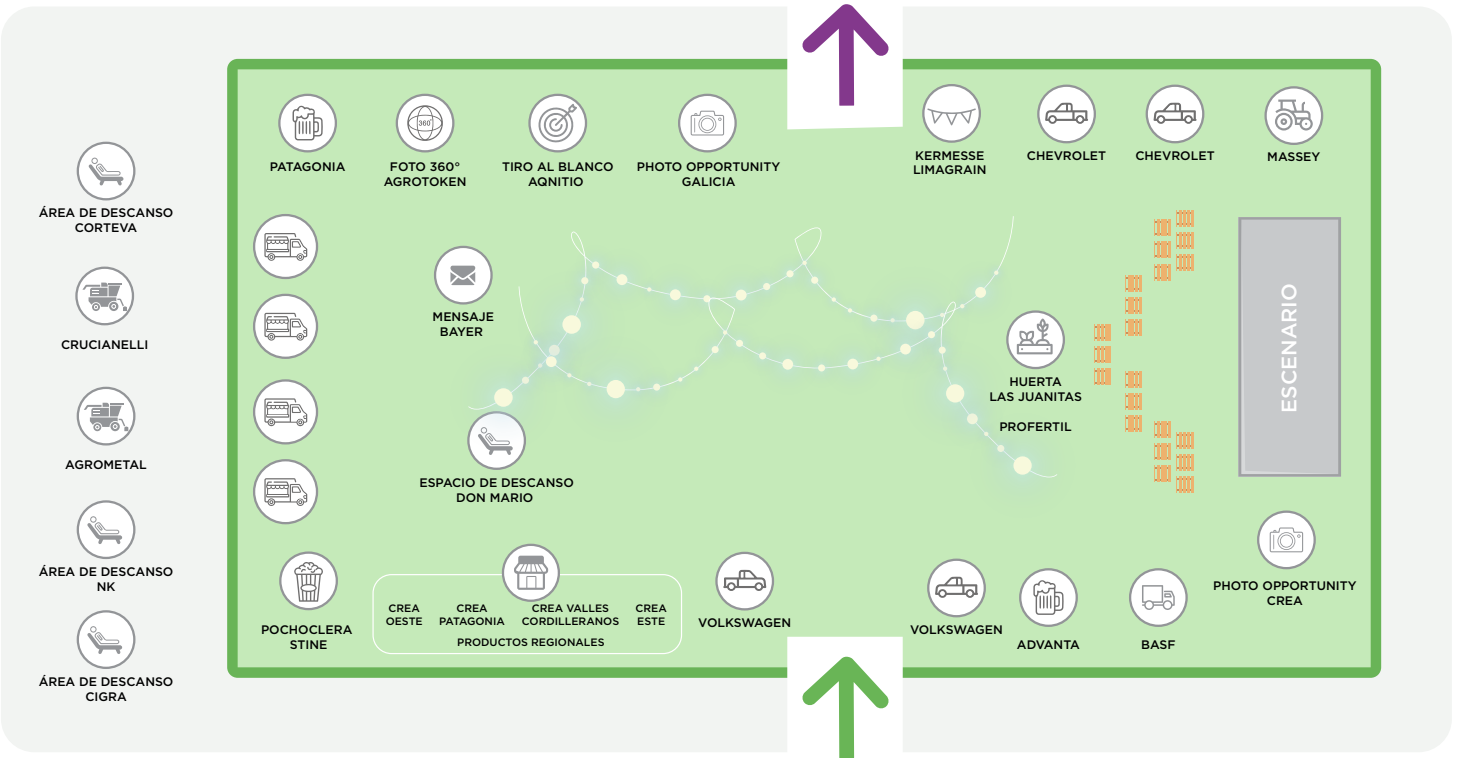 PATAGONIA
FOTO 360°
AGROTOKEN
360°
TIRO AL BLANCO
AQNITIO
PHOTO OPPORTUNITY
GALICIA
KERMESSE
LIMAGRAIN
CHEVROLET
CHEVROLET
MASSEY
ÁREA DE DESCANSO
CORTEVA
CRUCIANELLI
AGROMETAL
ÁREA DE DESCANSO
NK
ÁREA DE DESCANSO
CIGRA
MENSAJE
BAYER
ESPACIO DE DESCANSO
DON MARIO
HUERTA
LAS JUANITAS
PROFERTIL
ESCENARIO
POCHOCLERA
STINE
CREA
OESTE
CREA
PATAGONIA
CREA VALLES
CORDILLERANOS
CREA
ESTE
PRODUCTOS REGIONALES
VOLKSWAGEN
VOLKSWAGEN
ADVANTA
BASF
PHOTO OPPORTUNITY
CREA